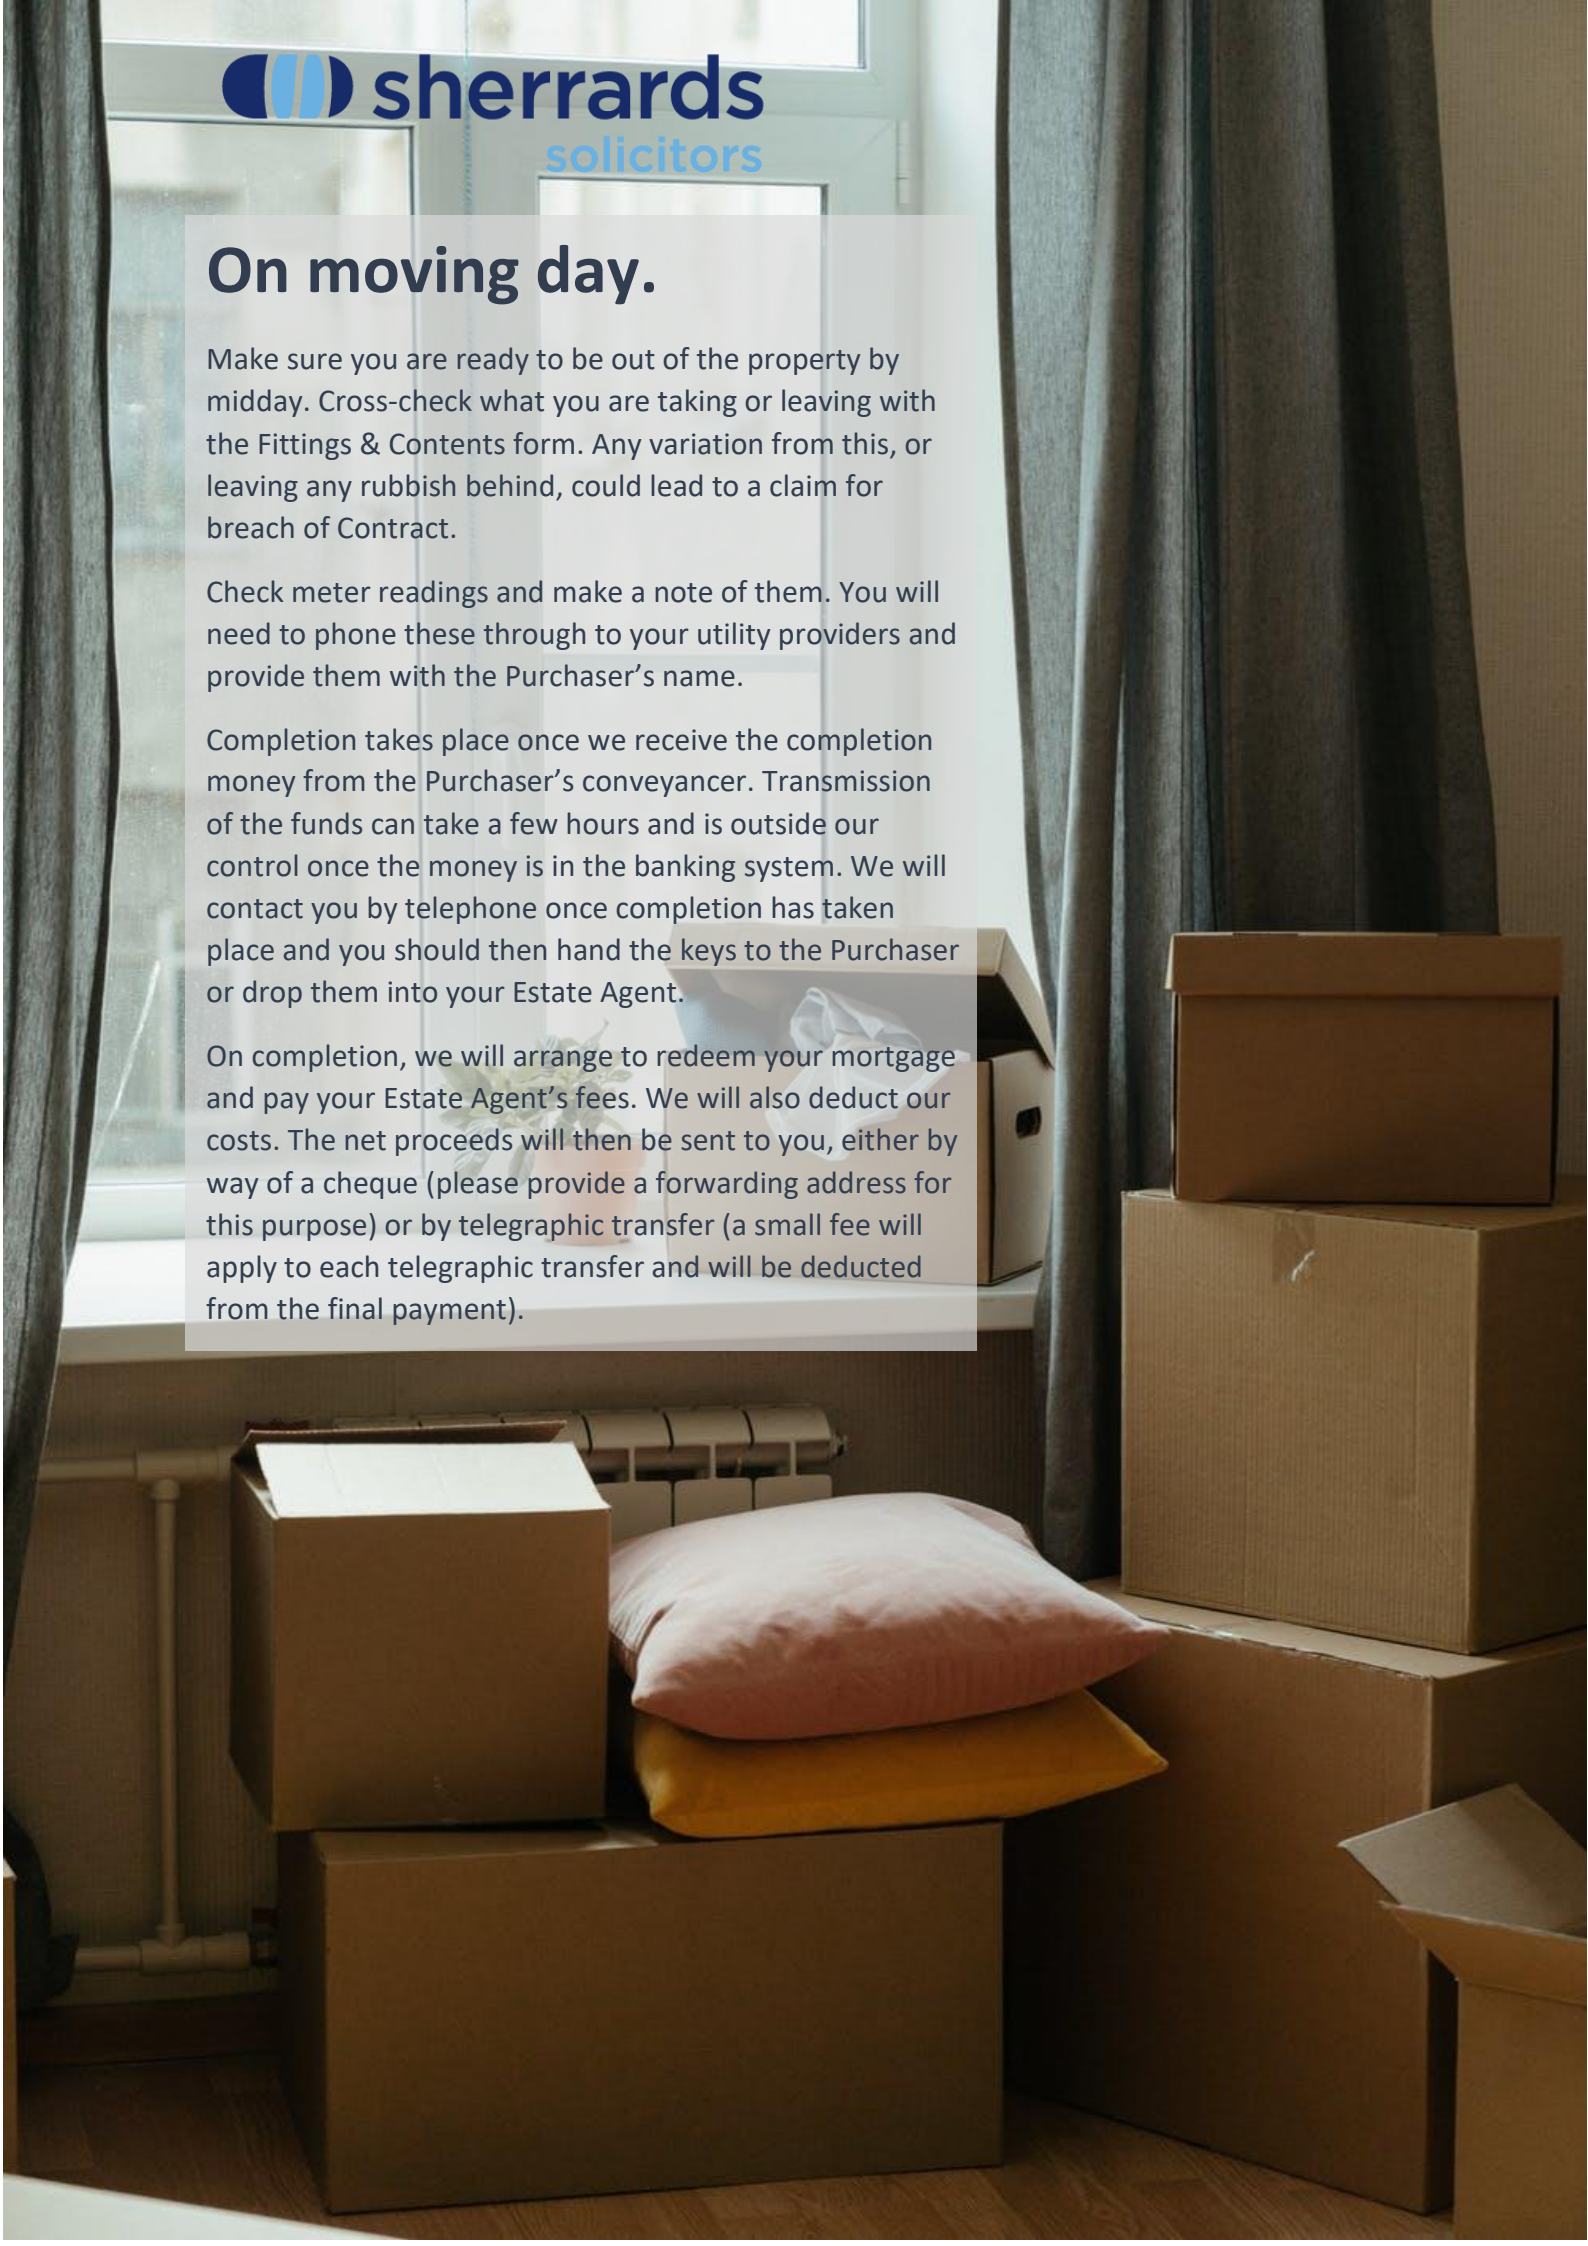 sherrards
solicitors
On moving day.
Make sure you are ready to be out of the property by
midday. Cross-check what you are taking or leaving with
the Fittings & Contents form. Any variation from this, or
leaving any rubbish behind, could lead to a claim for
breach of Contract.
Check meter readings and make a note of them. You will
need to phone these through to your utility providers and
provide them with the Purchaser’s name.
Completion takes place once we receive the completion
money from the Purchaser’s conveyancer. Transmission
of the funds can take a few hours and is outside our
control once the money is in the banking system. We will
contact you by telephone once completion has taken
place and you should then hand the keys to the Purchaser
or drop them into your Estate Agent.
On completion, we will arrange to redeem your mortgage
and pay your Estate Agent’s fees. We will also deduct our
costs. The net proceeds will then be sent to you, either by
way of a cheque (please provide a forwarding address for
this purpose) or by telegraphic transfer (a small fee will
apply to each telegraphic transfer and will be deducted
from the final payment).